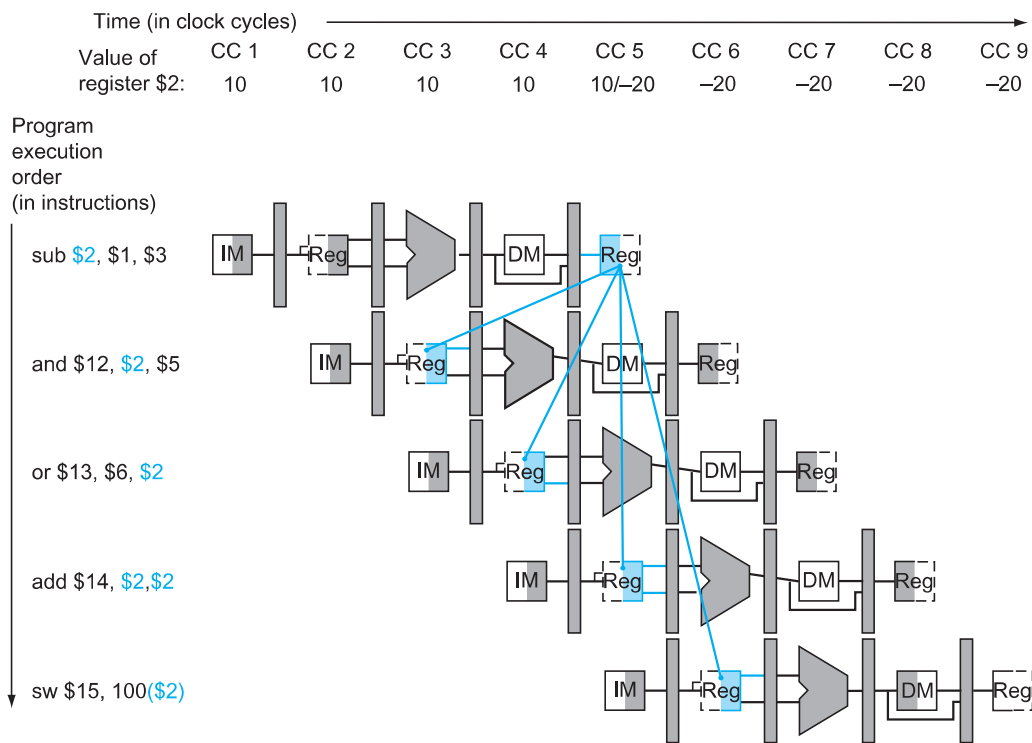 Time (in clock cycles)
Value of register $2:
CC 1 CC 2 CC 3 CC 4 CC 5 CC 6 CC 7 CC 8 CC 9
10 10 10 10 10/–20 –20 –20 –20 –20
Program
execution
order
(in instructions)
sub $2, $1, $3
IM Reg DM Reg
and $12, $2, $5
IM Reg DM Reg
or $13, $6, $2
IM Reg DM Reg
add $14, $2,$2
IM Reg DM Reg
sw $15, 100($2)
IM Reg DM Reg